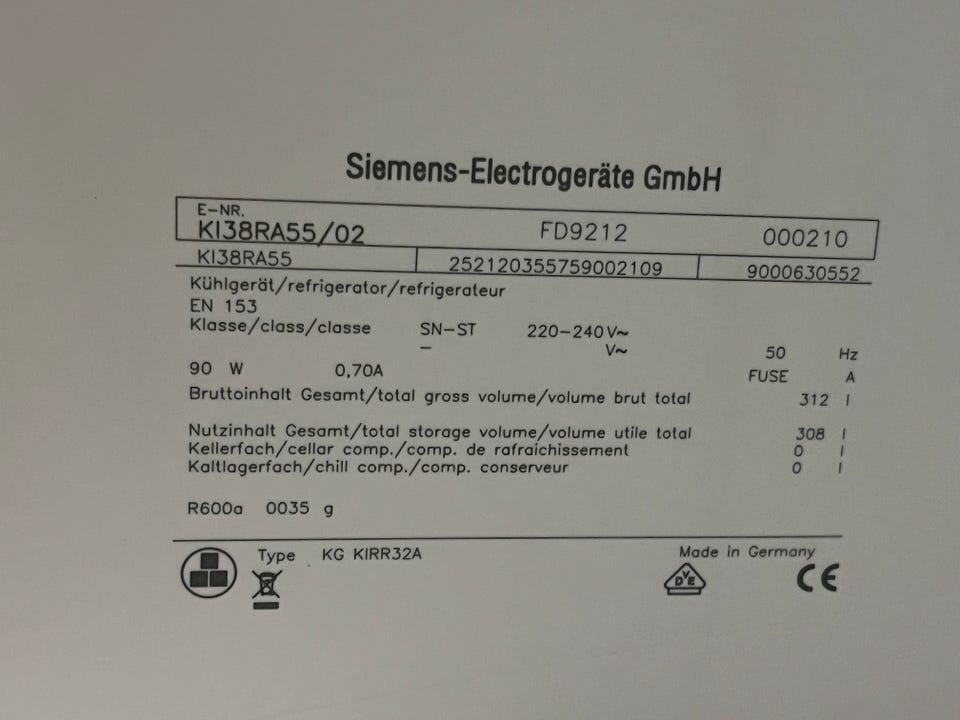 Siemens-Electrogeräte GmbH
E-NR.
KI38RA55/02 FD9212 000210
KI38RA55 252120355759002109 9000630552
Kühlgerät/refrigerator/refrigerateur
EN 153
Klasse/class/classe SN-ST 220-240 V~
– V~
50 Hz
90 W 0,70A FUSE A
Bruttoinhalt Gesamt/total gross volume/volume brut total 312 l
Nutzinhalt Gesamt/total storage volume/volume utile total 308 l
Kellerfach/cellar comp./comp. de rafraichissement 0 l
Kaltlagerfach/chill comp./comp. conserveur 0 l
R600a 0035 g
Type KG KIRR32A Made in Germany
DVE CE